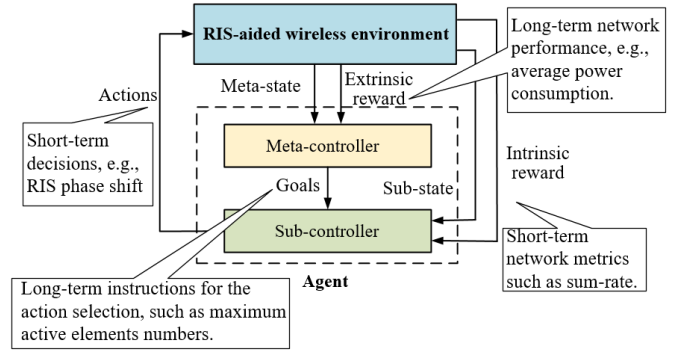 RIS-aided wireless environment
Long-term network
performance, e.g.,
average power
consumption.
Meta-state
Extrinsic
reward
Actions
Short-term
decisions, e.g.,
RIS phase shift
Meta-controller
Intrinsic
reward
Goals
Sub-state
Sub-controller
Short-term
network metrics
such as sum-rate.
Agent
Long-term instructions for the
action selection, such as maximum
active elements numbers.